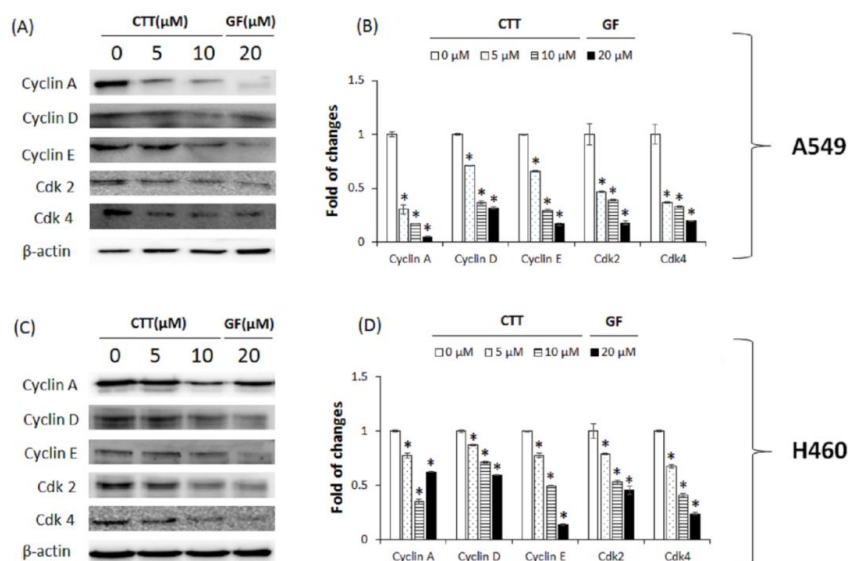 (A)
CTT(μM) GF(μM)
0 5 10 20
Cyclin A
Cyclin D
Cyclin E
Cdk 2
Cdk 4
β-actin
(B)
CTT GF
0 μM 5 μM 10 μM 20 μM
Fold of changes
1.5
1
0.5
0
* * *
* * *
* * *
* * *
* * *
Cyclin A Cyclin D Cyclin E Cdk2 Cdk4
A549
(C)
CTT(μM) GF(μM)
0 5 10 20
Cyclin A
Cyclin D
Cyclin E
Cdk 2
Cdk 4
β-actin
(D)
CTT GF
0 μM 5 μM 10 μM 20 μM
Fold of changes
1.5
1
0.5
0
* * *
* * *
* * *
* * *
* * *
Cyclin A Cyclin D Cyclin E Cdk2 Cdk4
H460